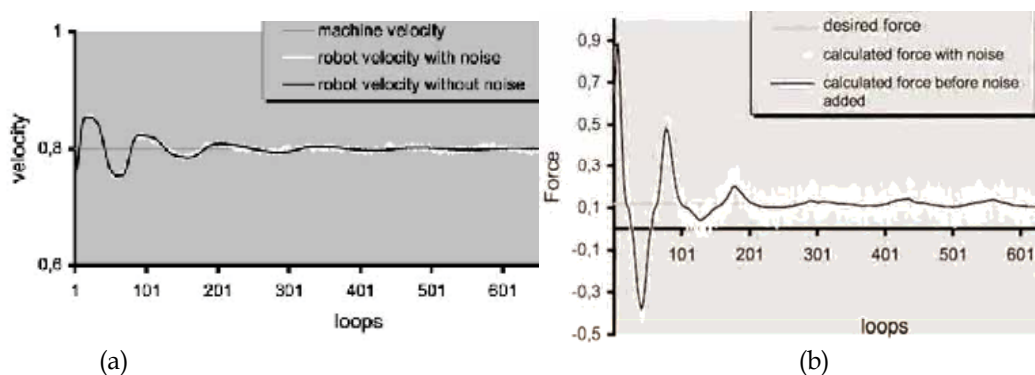 machine velocity
robot velocity with noise
robot velocity without noise
velocity
1
0,8
0,6
1
101
201
301
401
501
601
loops
(a)
desired force
calculated force with noise
calculated force before noise
added
Force
0,9
0,7
0,5
0,3
0,1
-0,1
-0,3
-0,5
101
201
301
401
501
601
loops
(b)